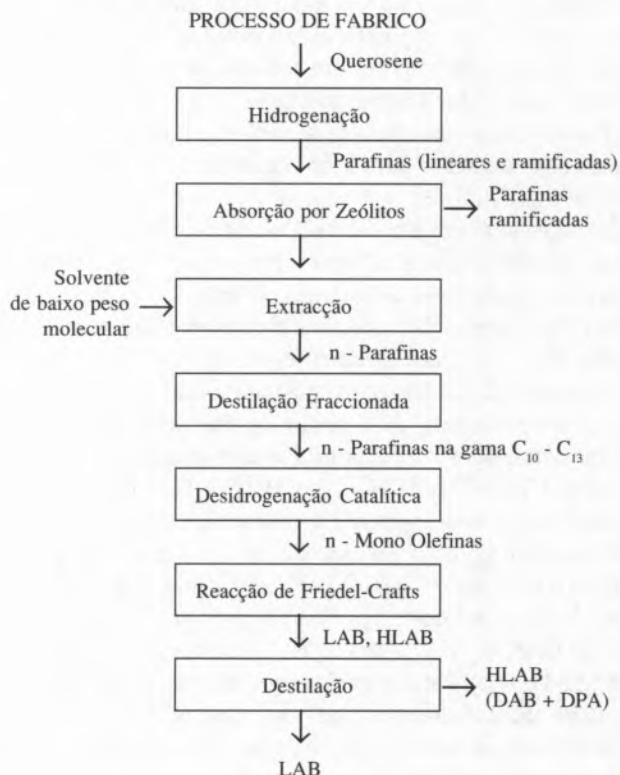 PROCESSO DE FABRICO
Querosene
Hidrogenação
Parafinas (lineares e ramificadas)
Absorção por Zeólitos
Parafinas
ramificadas
Solvente
de baixo peso
molecular
Extracção
n - Parafinas
Destilação Fraccionada
n - Parafinas na gama C₁₀ - C₁₃
Desidrogenação Catalítica
n - Mono Olefinas
Reacção de Friedel-Crafts
LAB, HLAB
Destilação
HLAB
(DAB + DPA)
LAB